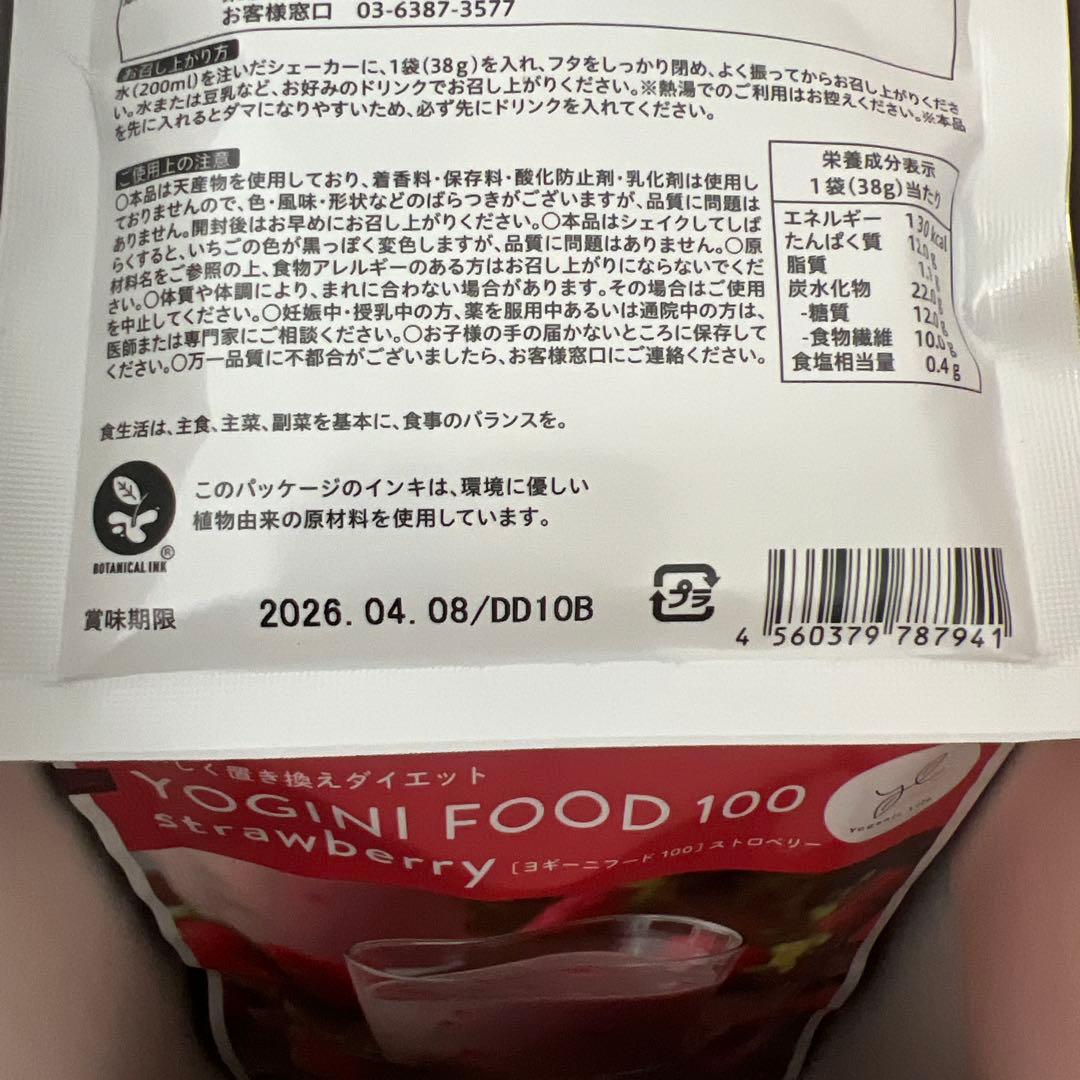 お客様窓口 03-6387-3577
お召し上がり方
水(200ml)を注いだシェーカーに、1袋(38g)を入れ、フタをしっかり閉め、よく振ってからお召し上がりくださ
い。水または豆乳など、お好みのドリンクでお召し上がりください。※熱湯でのご利用はお控えください。※本品
を先に入れるとダマになりやすいため、必ず先にドリンクを入れてください。
ご使用上の注意
〇本品は天産物を使用しており、着香料・保存料・酸化防止剤・乳化剤は使用し
ておりませんので、色・風味・形状などのばらつきがございますが、品質に問題は
ありません。開封後はお早めにお召し上がりください。〇本品はシェイクしてしば
らくすると、いちごの色が黒っぽく変色しますが、品質に問題はありません。〇原
材料名をご参照の上、食物アレルギーのある方はお召し上がりにならないでくだ
さい。〇体質や体調により、まれに合わない場合があります。その場合はご使用
を中止してください。〇妊娠中・授乳中の方、薬を服用中あるいは通院中の方は、
医師または専門家にご相談ください。〇お子様の手の届かないところに保存して
ください。〇万一品質に不都合がございましたら、お客様窓口にご連絡ください。
栄養成分表示
1袋(38g)当たり
エネルギー 130kcal
たんぱく質 12.0g
脂質
炭水化物 22.0g
-糖質 12.0g
-食物繊維 10.0g
食塩相当量 0.4g
食生活は、主食、主菜、副菜を基本に、食事のバランスを。
このパッケージのインキは、環境に優しい
植物由来の原材料を使用しています。
BOTANICAL INK®
賞味期限 2026.04.08/DD10B
プラ
4 560379 787941
しく置き換えダイエット
YOGINI FOOD 100
strawberry [ヨギーニフード100]ストロベリー
yl